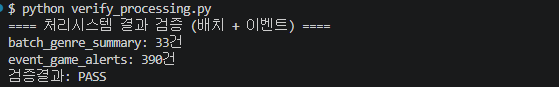 $ python verify_processing.py
==== 처리시스템 결과 검증 (배치 + 이벤트) ====
batch_genre_summary: 33건
event_game_alerts: 390건
검증결과: PASS